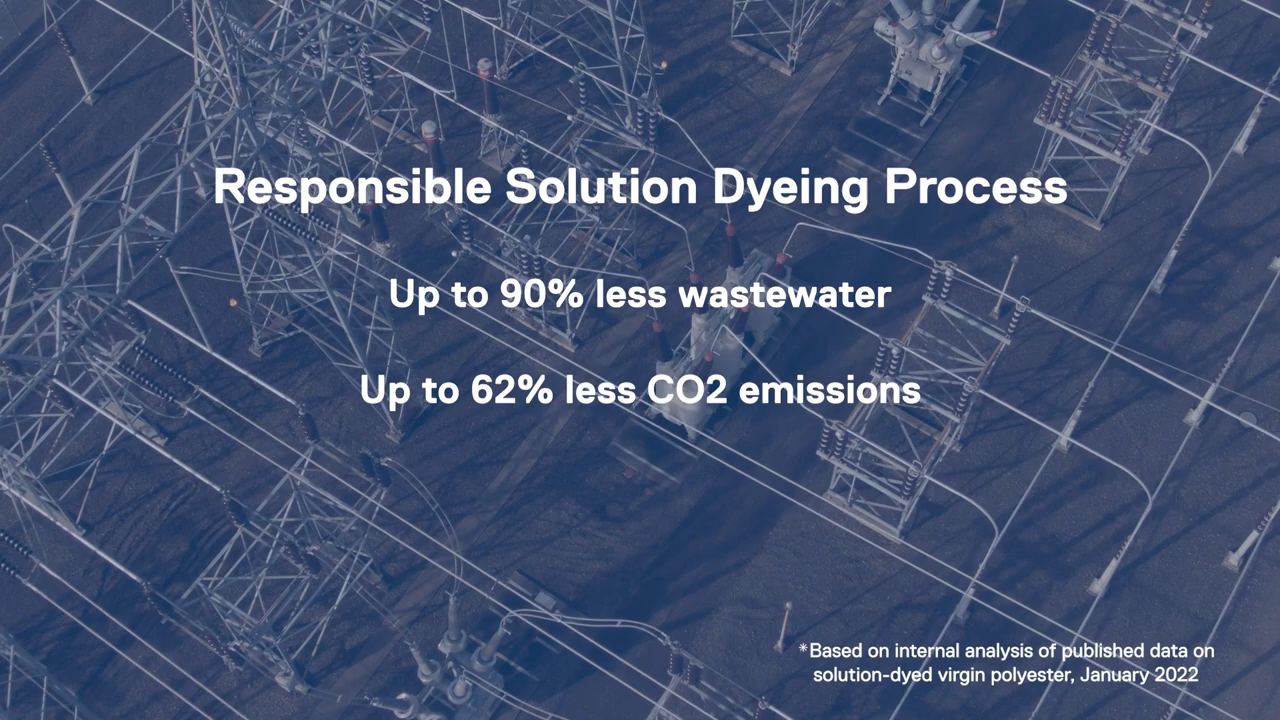 Responsible Solution Dyeing Process
Up to 90% less wastewater
Up to 62% less CO2 emissions
*Based on internal analysis of published data on
solution-dyed virgin polyester, January 2022